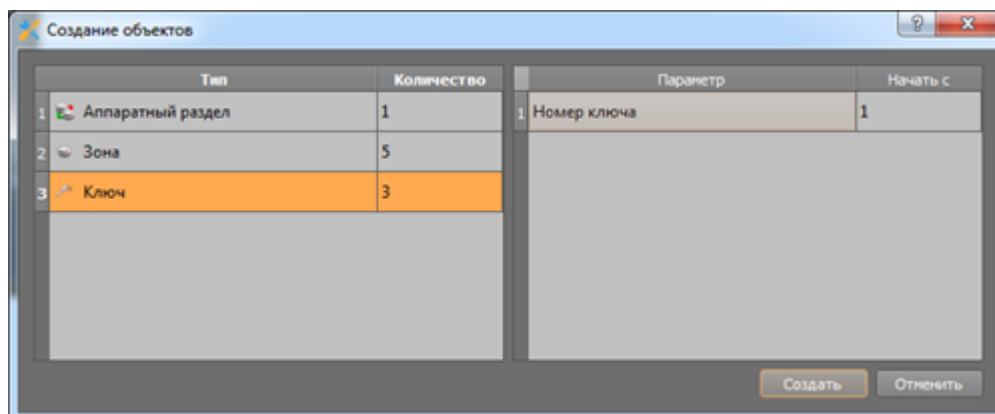 Создание объектов
Тип Количество Параметр Начать с
1 Аппаратный раздел 1 1 Номер ключа 1
2 Зона 5
3 Ключ 3
Создать Отменить